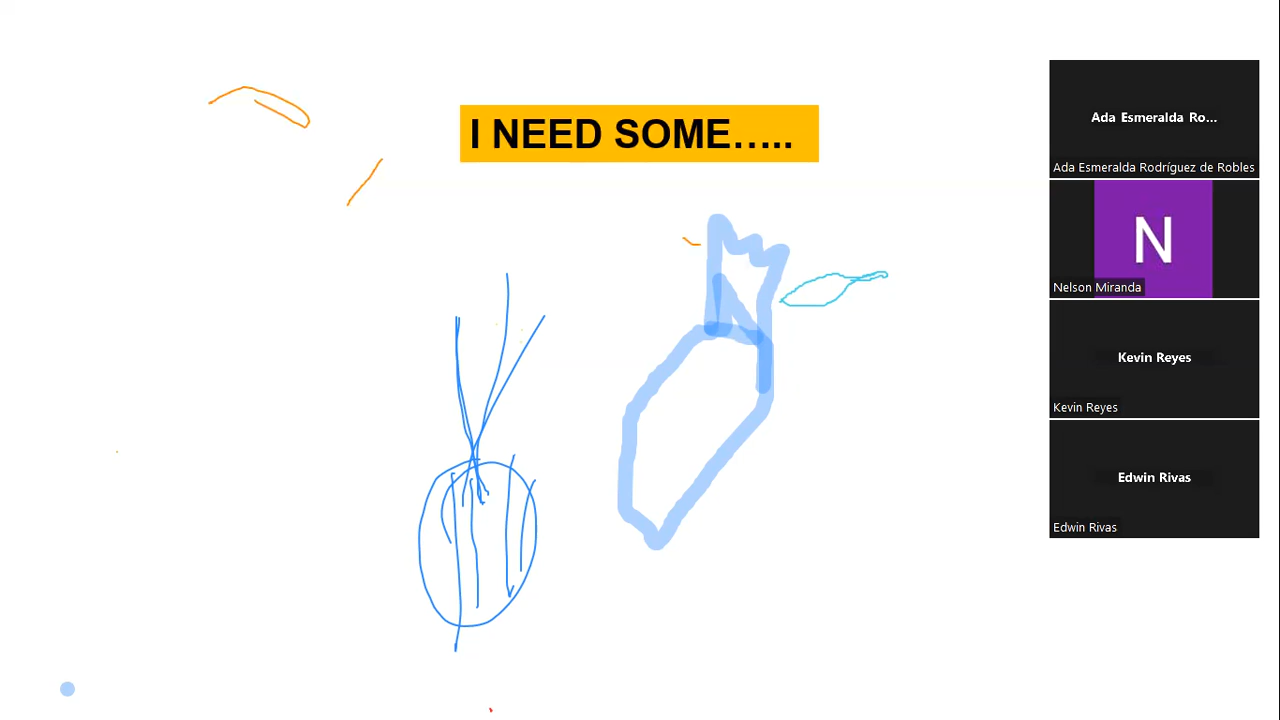 I NEED SOME.....
Ada Esmeralda Ro...
Ada Esmeralda Rodríguez de Robles
N
Nelson Miranda
Kevin Reyes
Kevin Reyes
Edwin Rivas
Edwin Rivas